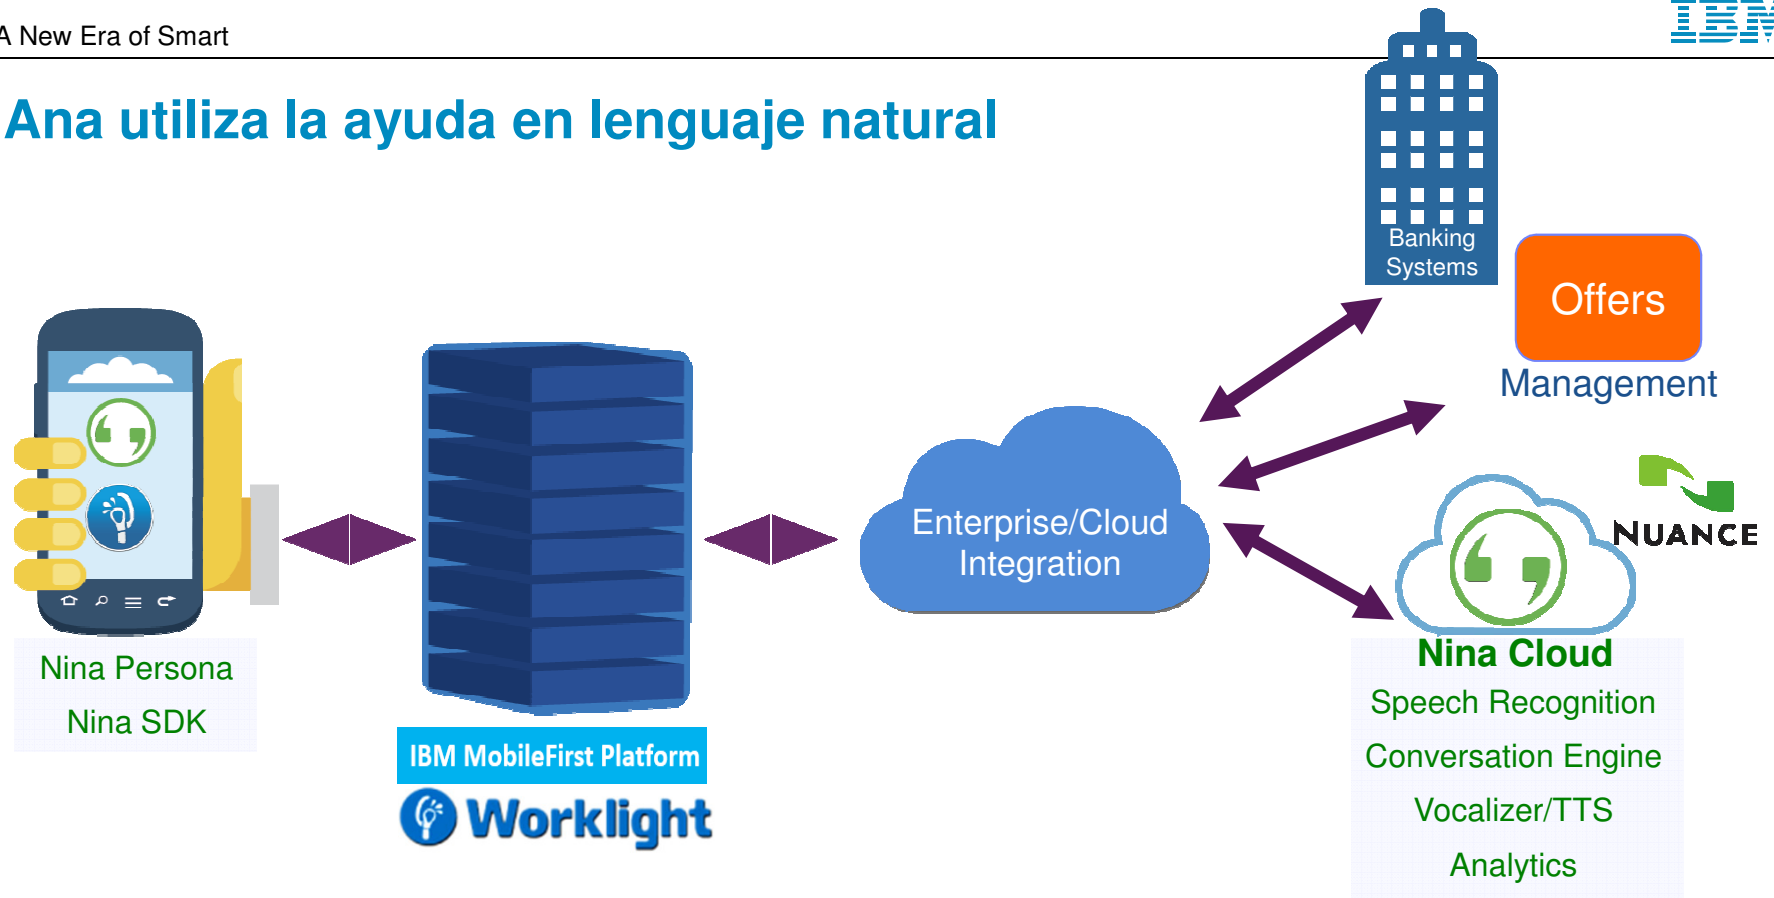 A New Era of Smart
IBM
Ana utiliza la ayuda en lenguaje natural
Banking
Systems
Offers
Management
Enterprise/Cloud
Integration
NUANCE
Nina Persona
Nina SDK
IBM MobileFirst Platform
Worklight
Nina Cloud
Speech Recognition
Conversation Engine
Vocalizer/TTS
Analytics